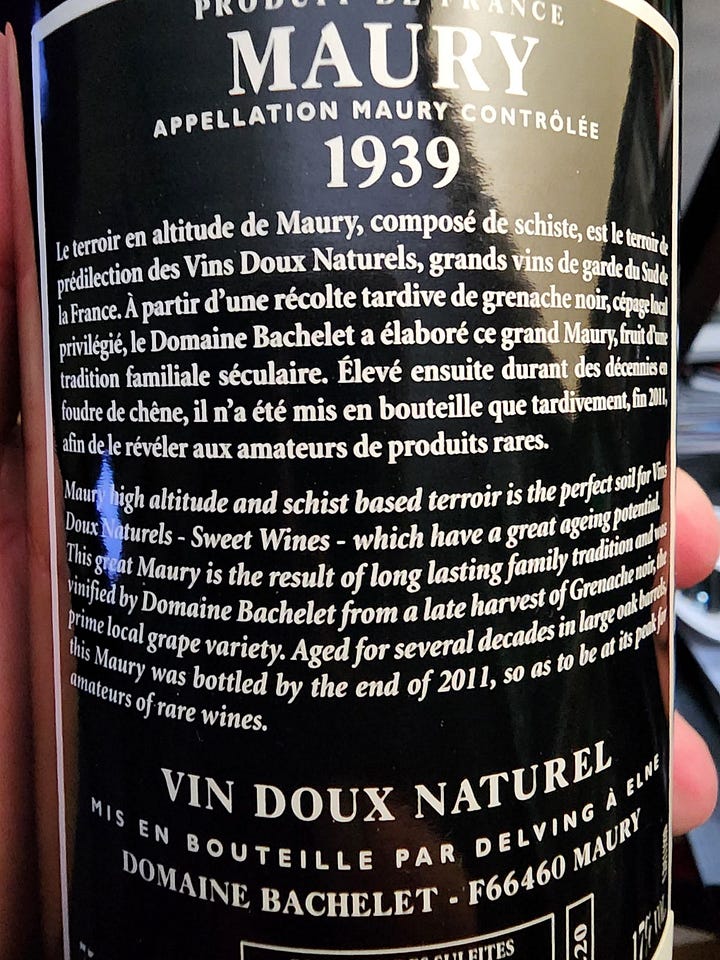 PRODUIT DE FRANCE
MAURY
APPELLATION MAURY CONTRÔLÉE
1939
Le terroir en altitude de Maury, composé de schiste, est le terroir de
prédilection des Vins Doux Naturels, grands vins de garde du Sud de
la France. À partir d'une récolte tardive de grenache noir, cépage local
privilégié, le Domaine Bachelet a élaboré ce grand Maury, fruit d'une
tradition familiale séculaire. Élevé ensuite durant des décennies en
foudre de chêne, il n'a été mis en bouteille que tardivement, fin 2011,
afin de le révéler aux amateurs de produits rares.
Maury high altitude and schist based terroir is the perfect soil for Vins
Doux Naturels - Sweet Wines - which have a great ageing potential.
This great Maury is the result of long lasting family tradition and was
vinified by Domaine Bachelet from a late harvest of Grenache noir, the
prime local grape variety. Aged for several decades in large oak barrels,
this Maury was bottled by the end of 2011, so as to be at its peak for
amateurs of rare wines.
VIN DOUX NATUREL
MIS EN BOUTEILLE PAR DELVING À ELNE
DOMAINE BACHELET - F66460 MAURY
SULFITES
20
17% Vol.